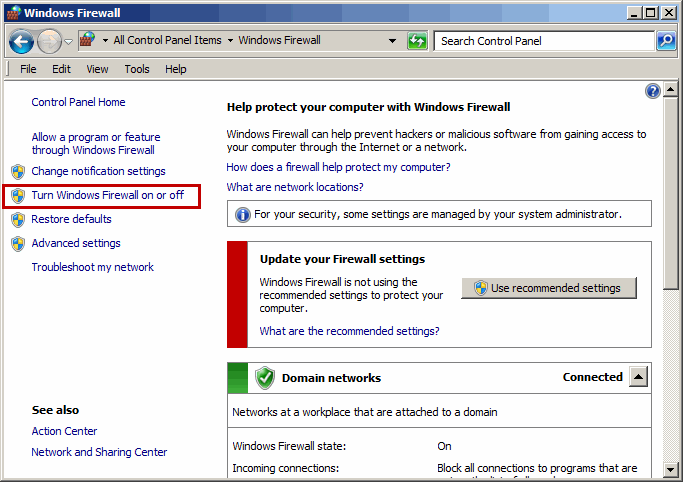 Windows Firewall
All Control Panel Items
Windows Firewall
Search Control Panel
File Edit View Tools Help
Control Panel Home
Allow a program or feature
through Windows Firewall
Change notification settings
Turn Windows Firewall on or off
Restore defaults
Advanced settings
Troubleshoot my network
See also
Action Center
Network and Sharing Center
Help protect your computer with Windows Firewall
Windows Firewall can help prevent hackers or malicious software from gaining access to
your computer through the Internet or a network.
How does a firewall help protect my computer?
What are network locations?
For your security, some settings are managed by your system administrator.
Update your Firewall settings
Windows Firewall is not using the
recommended settings to protect your
computer.
Use recommended settings
What are the recommended settings?
Domain networks
Connected
Networks at a workplace that are attached to a domain
Windows Firewall state: On
Incoming connections: Block all connections to programs that are